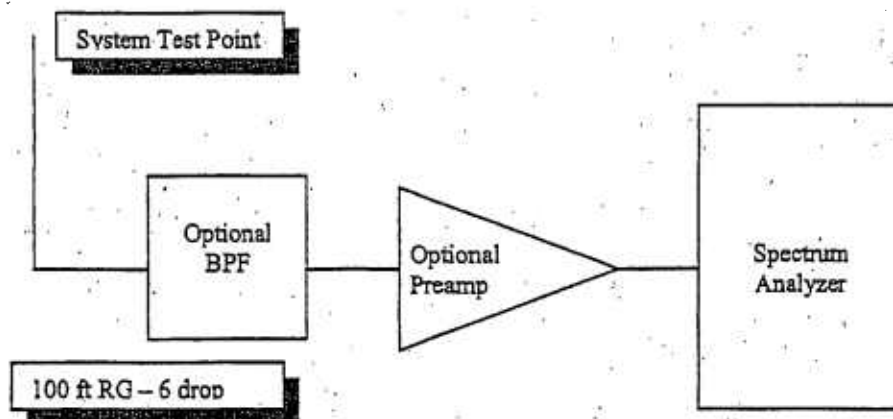 System Test Point
Optional
BPF
Optional
Preamp
Spectrum
Analyzer
100 ft RG – 6 drop